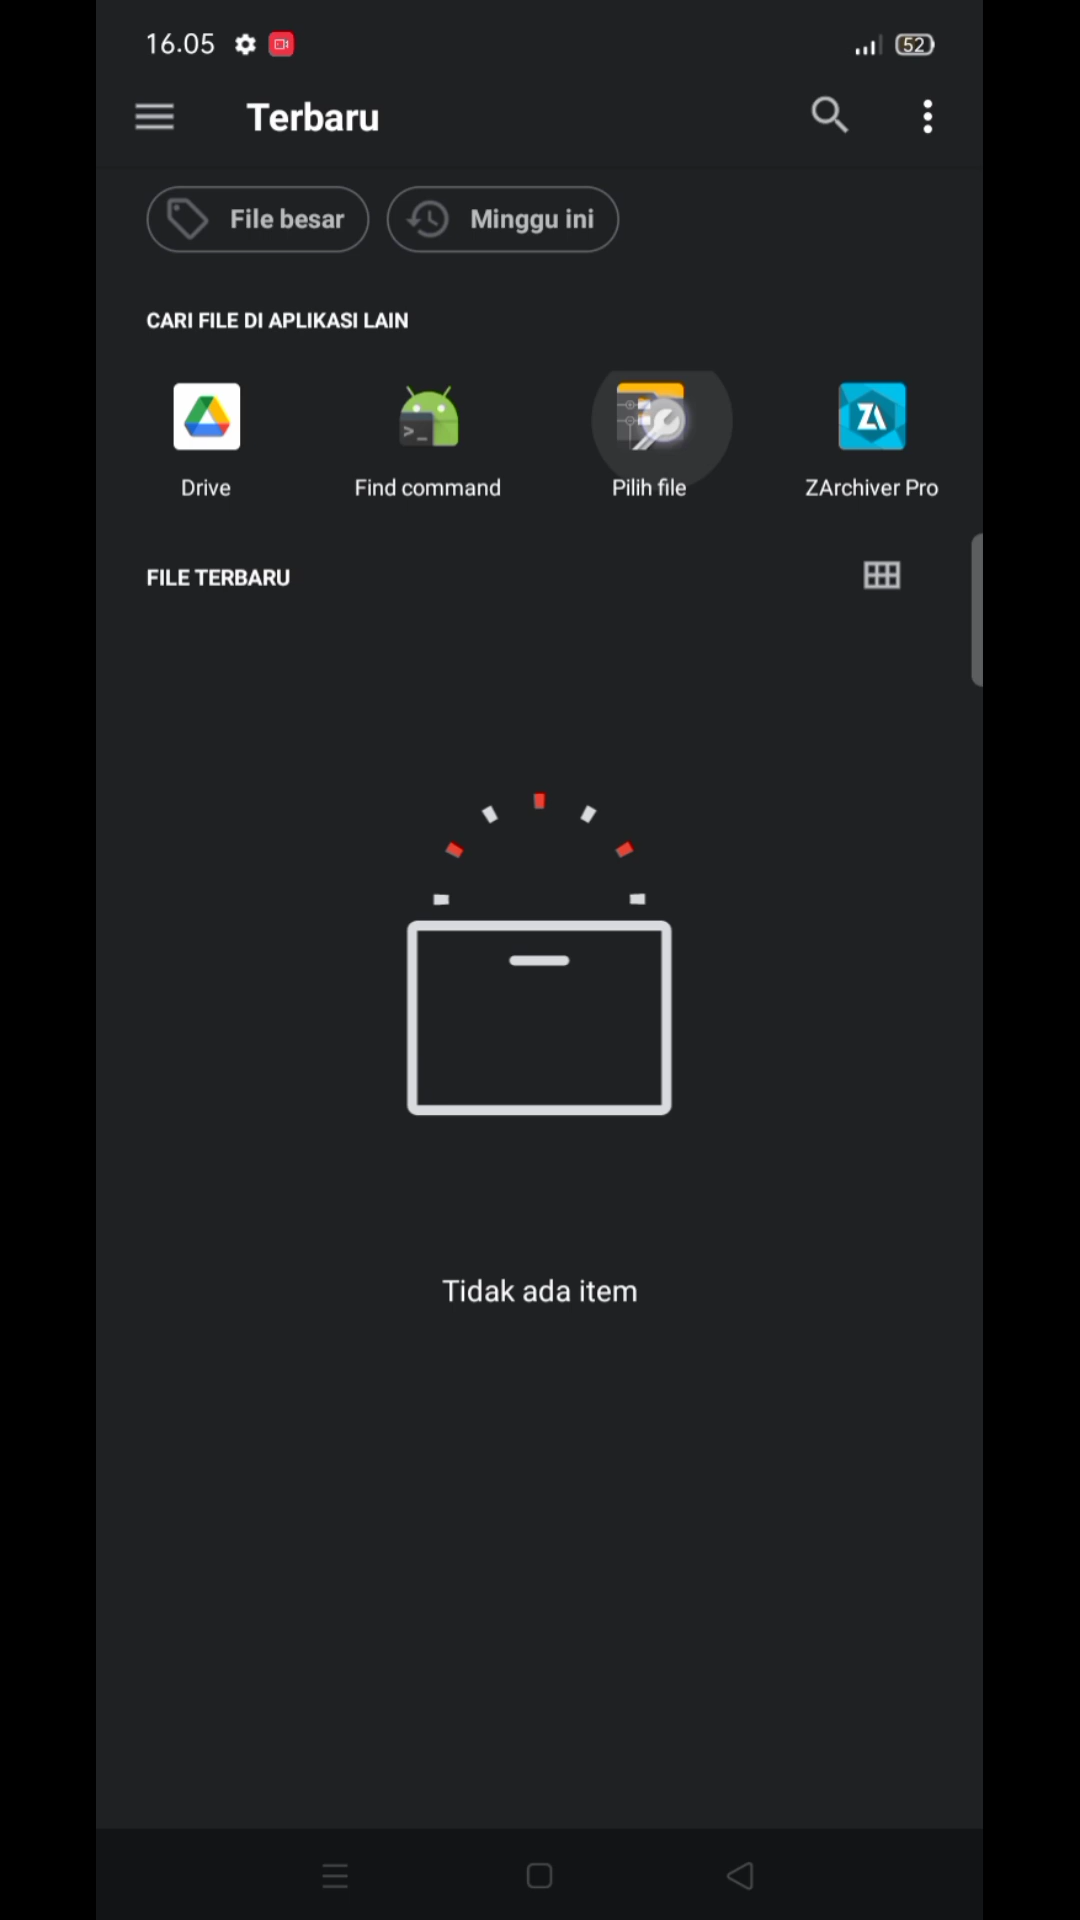 16.05
52
Terbaru
File besar
Minggu ini
CARI FILE DI APLIKASI LAIN
>_
ZA
Drive
Find command
Pilih file
ZArchiver Pro
FILE TERBARU
Tidak ada item